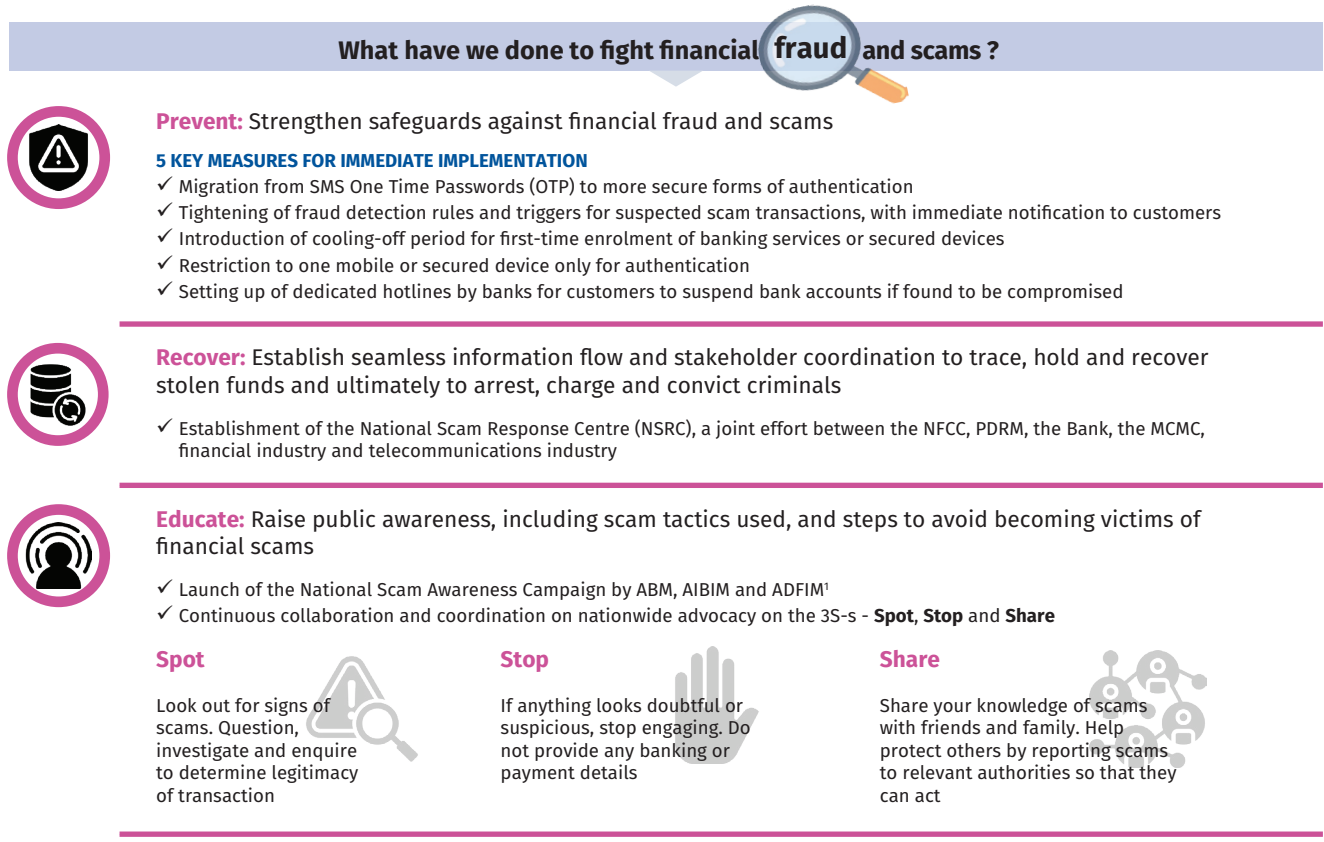 What have we done to fight financial fraud and scams ?
Prevent: Strengthen safeguards against financial fraud and scams
5 KEY MEASURES FOR IMMEDIATE IMPLEMENTATION
✓ Migration from SMS One Time Passwords (OTP) to more secure forms of authentication
✓ Tightening of fraud detection rules and triggers for suspected scam transactions, with immediate notification to customers
✓ Introduction of cooling-off period for first-time enrolment of banking services or secured devices
✓ Restriction to one mobile or secured device only for authentication
✓ Setting up of dedicated hotlines by banks for customers to suspend bank accounts if found to be compromised
Recover: Establish seamless information flow and stakeholder coordination to trace, hold and recover
stolen funds and ultimately to arrest, charge and convict criminals
✓ Establishment of the National Scam Response Centre (NSRC), a joint effort between the NFCC, PDRM, the Bank, the MCMC,
financial industry and telecommunications industry
Educate: Raise public awareness, including scam tactics used, and steps to avoid becoming victims of
financial scams
✓ Launch of the National Scam Awareness Campaign by ABM, AIBIM and ADFIM¹
✓ Continuous collaboration and coordination on nationwide advocacy on the 3S-s - Spot, Stop and Share
Spot
Look out for signs of
scams. Question,
investigate and enquire
to determine legitimacy
of transaction
Stop
If anything looks doubtful or
suspicious, stop engaging. Do
not provide any banking or
payment details
Share
Share your knowledge of scams
with friends and family. Help
protect others by reporting scams
to relevant authorities so that they
can act